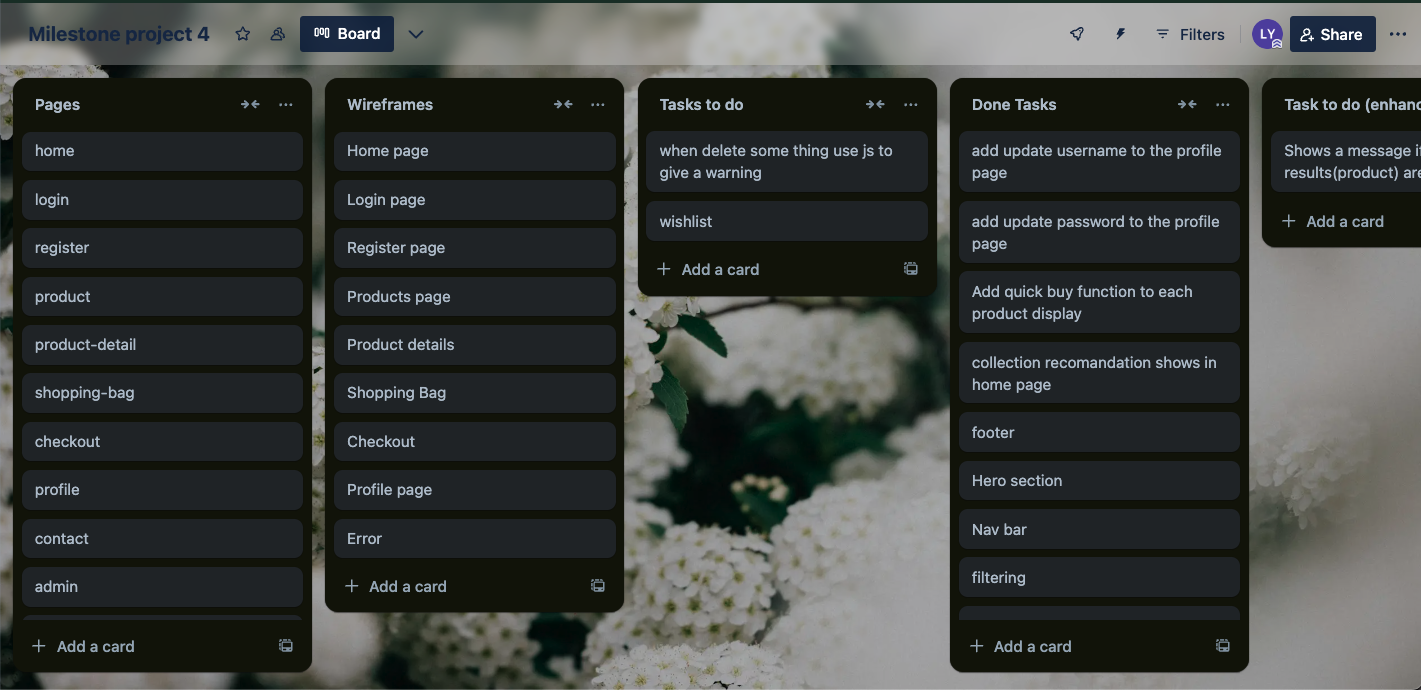 Milestone project 4
Board
Filters
LY
Share
Pages
home
login
register
product
product-detail
shopping-bag
checkout
profile
contact
admin
Add a card
Wireframes
Home page
Login page
Register page
Products page
Product details
Shopping Bag
Checkout
Profile page
Error
Add a card
Tasks to do
when delete some thing use js to
give a warning
wishlist
Add a card
Done Tasks
add update username to the profile
page
add update password to the profile
page
Add quick buy function to each
product display
collection recomandation shows in
home page
footer
Hero section
Nav bar
filtering
Add a card
Task to do (enhanc
Shows a message if
results(product) are
Add a card